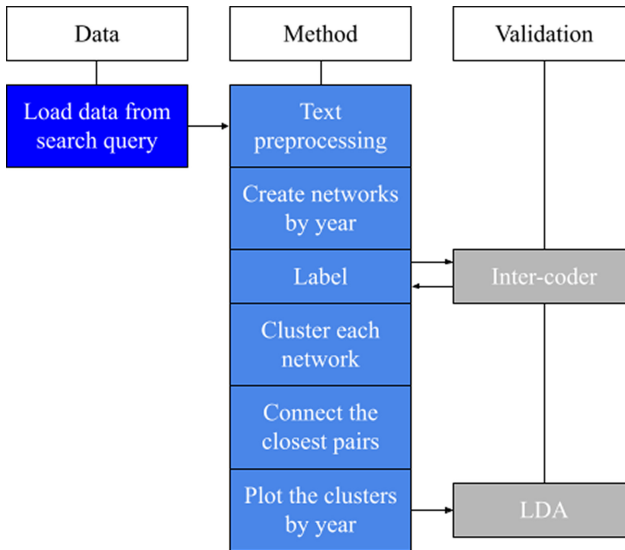 Data
Method
Validation
Load data from
search query
Text
preprocessing
Create networks
by year
Label
Inter-coder
Cluster each
network
Connect the
closest pairs
Plot the clusters
by year
LDA